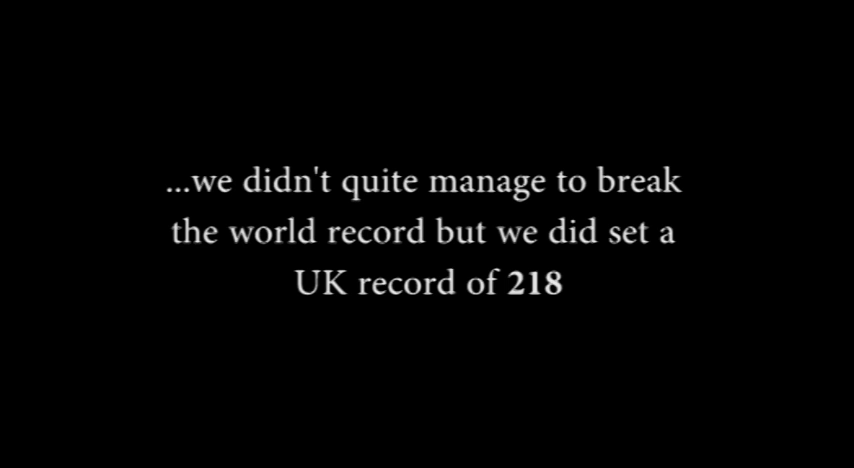 ...we didn't quite manage to break
the world record but we did set a
UK record of 218